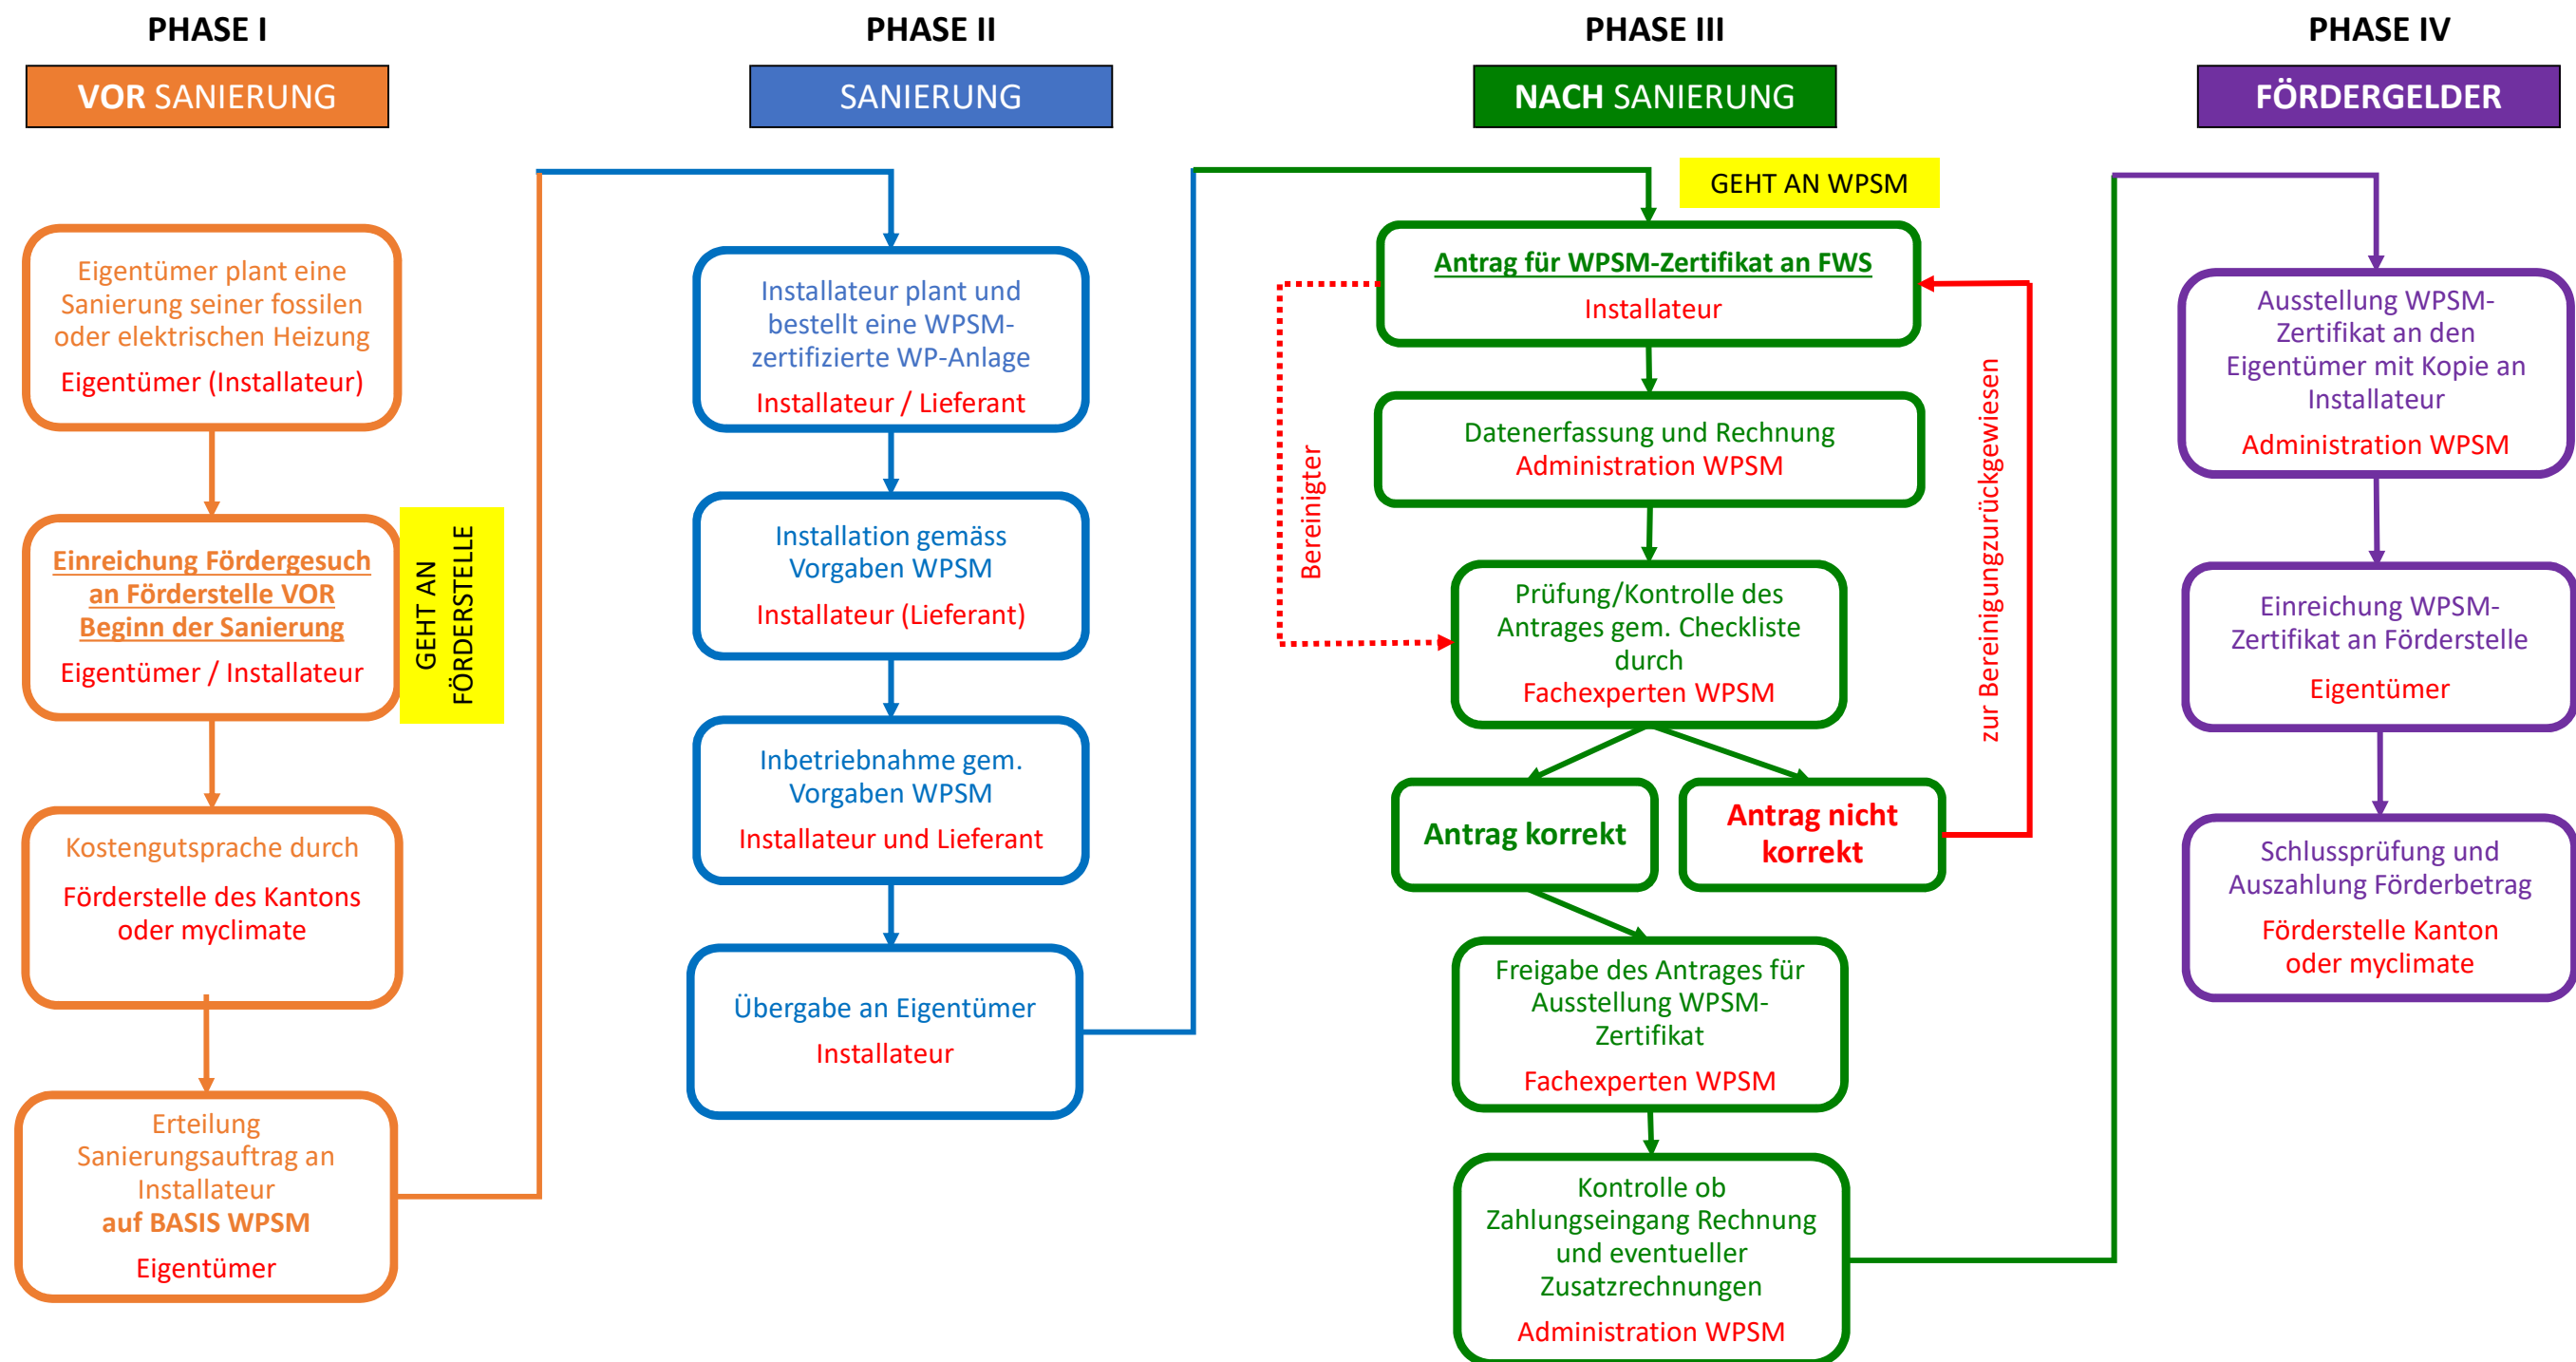 PHASE I
VOR SANIERUNG
Eigentümer plant eine
Sanierung seiner fossilen
oder elektrischen Heizung
Eigentümer (Installateur)
Einreichung Fördergesuch
an Förderstelle VOR
Beginn der Sanierung
Eigentümer / Installateur
GEHT AN
FÖRDERSTELLE
Kostengutsprache durch
Förderstelle des Kantons
oder myclimate
Erteilung
Sanierungsauftrag an
Installateur
auf BASIS WPSM
Eigentümer
PHASE II
SANIERUNG
Installateur plant und
bestellt eine WPSM-
zertifizierte WP-Anlage
Installateur / Lieferant
Installation gemäss
Vorgaben WPSM
Installateur (Lieferant)
Inbetriebnahme gem.
Vorgaben WPSM
Installateur und Lieferant
Übergabe an Eigentümer
Installateur
PHASE III
NACH SANIERUNG
GEHT AN WPSM
Antrag für WPSM-Zertifikat an FWS
Installateur
Datenerfassung und Rechnung
Administration WPSM
Bereinigter
zur Bereinigungzurückgewiesen
Prüfung/Kontrolle des
Antrages gem. Checkliste
durch
Fachexperten WPSM
Antrag korrekt
Antrag nicht
korrekt
Freigabe des Antrages für
Ausstellung WPSM-
Zertifikat
Fachexperten WPSM
Kontrolle ob
Zahlungseingang Rechnung
und eventueller
Zusatzrechnungen
Administration WPSM
PHASE IV
FÖRDERGELDER
Ausstellung WPSM-
Zertifikat an den
Eigentümer mit Kopie an
Installateur
Administration WPSM
Einreichung WPSM-
Zertifikat an Förderstelle
Eigentümer
Schlussprüfung und
Auszahlung Förderbetrag
Förderstelle Kanton
oder myclimate